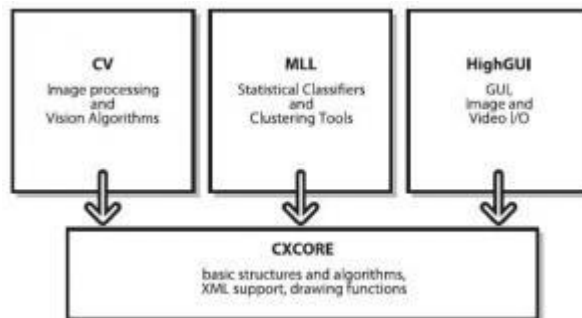 CV
Image processing
and
Vision Algorithms
MLL
Statistical Classifiers
and
Clustering Tools
HighGUI
GUI,
Image and
Video I/O
CXCORE
basic structures and algorithms,
XML support, drawing functions